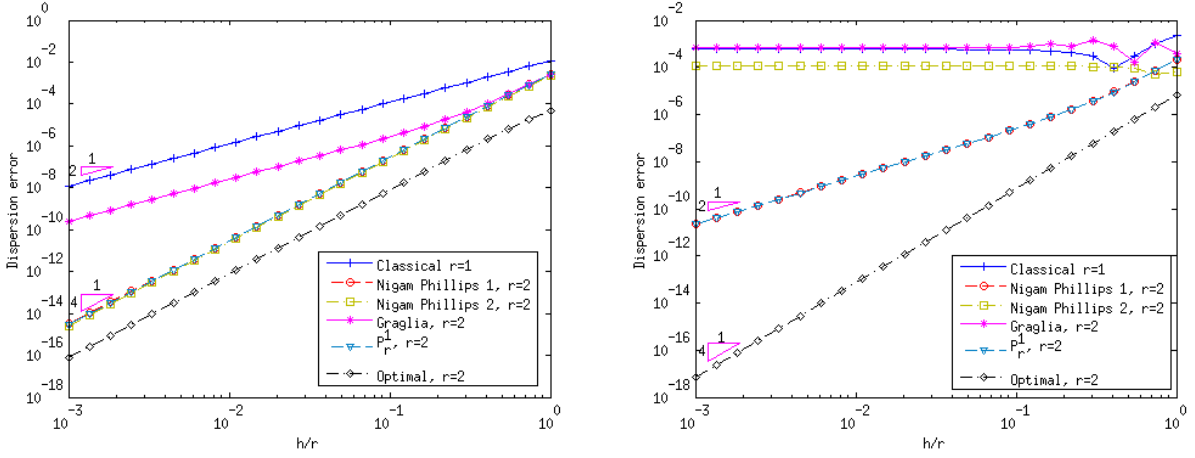 10^0
10^-2
10^-4
10^-6
10^-8
10^-10
10^-12
10^-14
10^-16
10^-18
Dispersion error
2 1
4 1
Classical r=1
Nigam Phillips 1, r=2
Nigam Phillips 2, r=2
Graglia, r=2
P_r^1, r=2
Optimal, r=2
10^-3 10^-2 10^-1 10^0
h/r
10^-2
10^-4
10^-6
10^-8
10^-10
10^-12
10^-14
10^-16
10^-18
10^0
Dispersion error
2 1
4 1
Classical r=1
Nigam Phillips 1, r=2
Nigam Phillips 2, r=2
Graglia, r=2
P_r^1, r=2
Optimal, r=2
10^-3 10^-2 10^-1 10^0
h/r